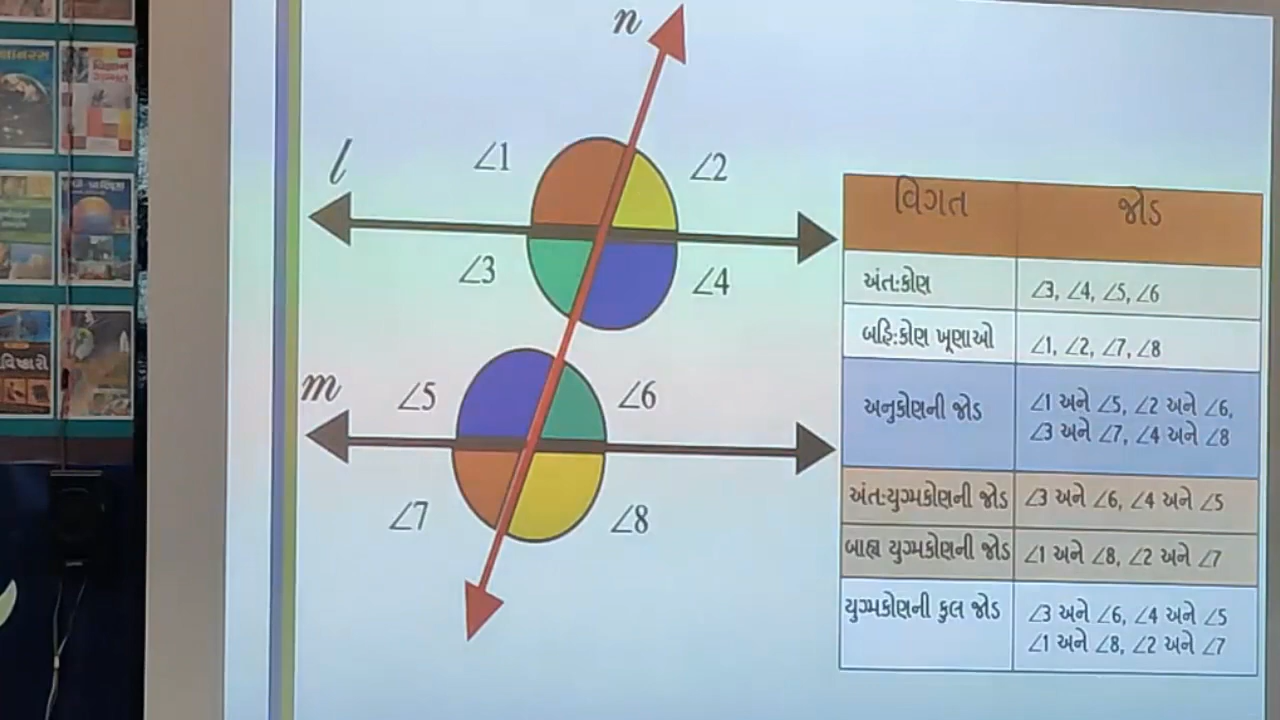 n
l
∠1
∠2
∠3
∠4
m
∠5
∠6
∠7
∠8
વિગત જોડ
અંતઃકોણ ∠3, ∠4, ∠5, ∠6
બહિઃકોણ ખૂણાઓ ∠1, ∠2, ∠7, ∠8
અનુકોણની જોડ ∠1 અને ∠5, ∠2 અને ∠6,
∠3 અને ∠7, ∠4 અને ∠8
અંતઃયુગ્મકોણની જોડ ∠3 અને ∠6, ∠4 અને ∠5
બાહ્ય યુગ્મકોણની જોડ ∠1 અને ∠8, ∠2 અને ∠7
યુગ્મકોણની કુલ જોડ ∠3 અને ∠6, ∠4 અને ∠5
∠1 અને ∠8, ∠2 અને ∠7